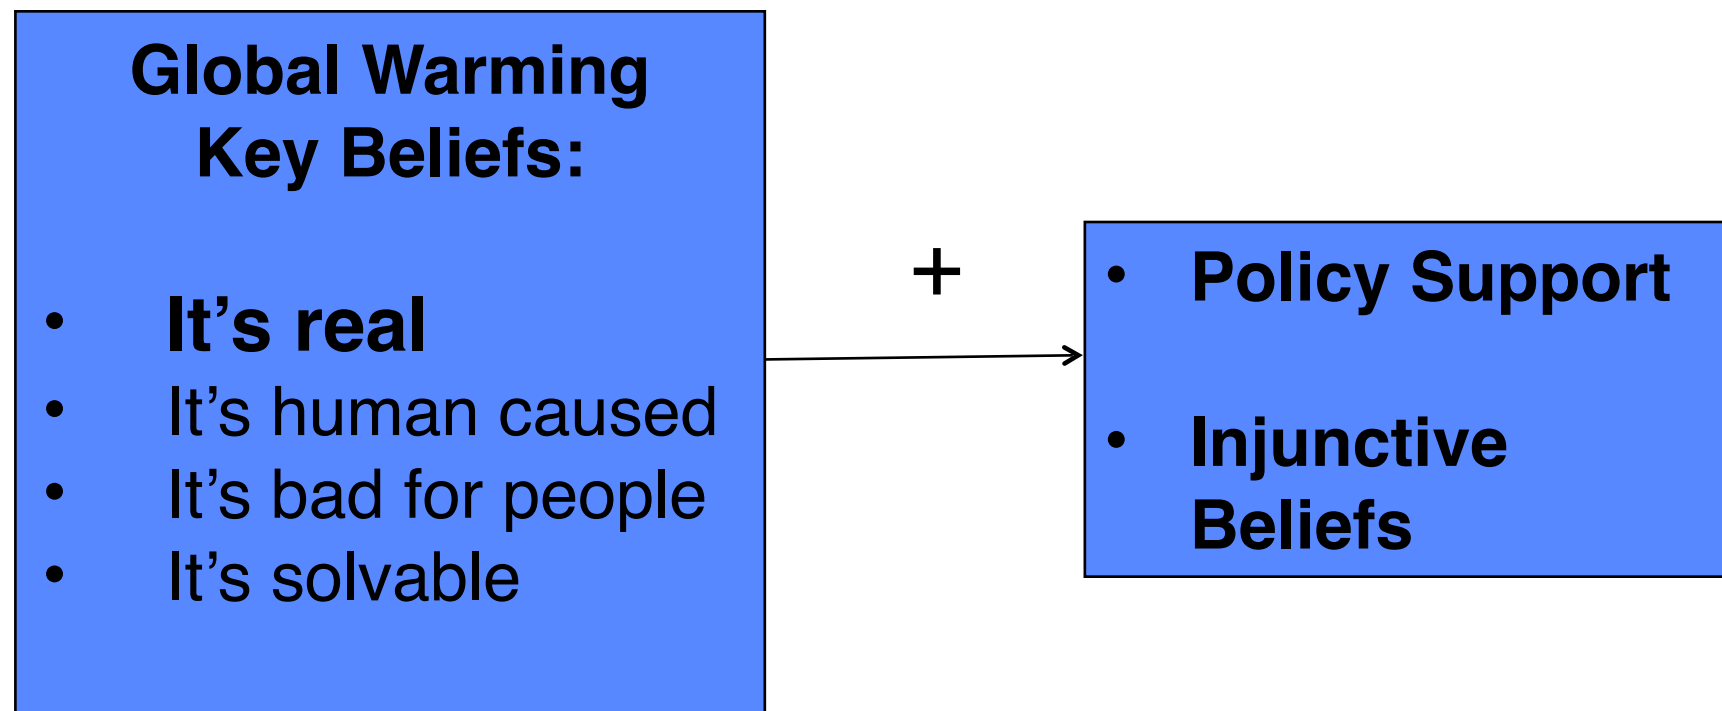 Global Warming
Key Beliefs:
• It’s real
• It’s human caused
• It’s bad for people
• It’s solvable
+
• Policy Support
• Injunctive
Beliefs